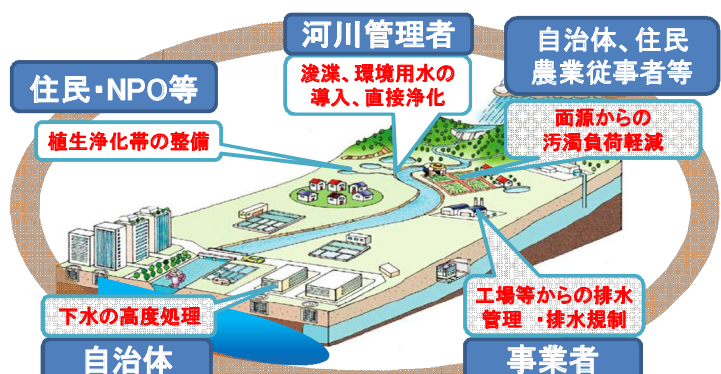 河川管理者
浚渫、環境用水の
導入、直接浄化
自治体、住民
農業従事者等
面源からの
汚濁負荷軽減
住民・NPO等
植生浄化帯の整備
下水の高度処理
自治体
工場等からの排水
管理 ・排水規制
事業者